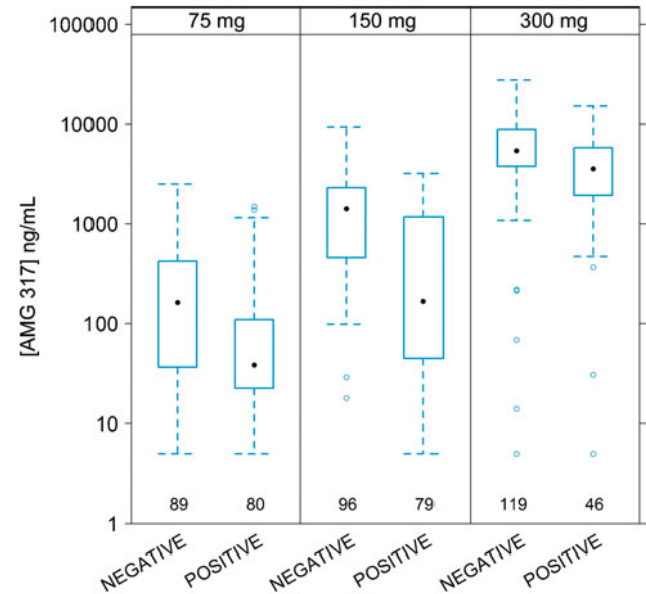 75 mg 150 mg 300 mg
100000
10000
1000
100
10
1
[AMG 317] ng/mL
89 80 96 79 119 46
NEGATIVE POSITIVE NEGATIVE POSITIVE NEGATIVE POSITIVE